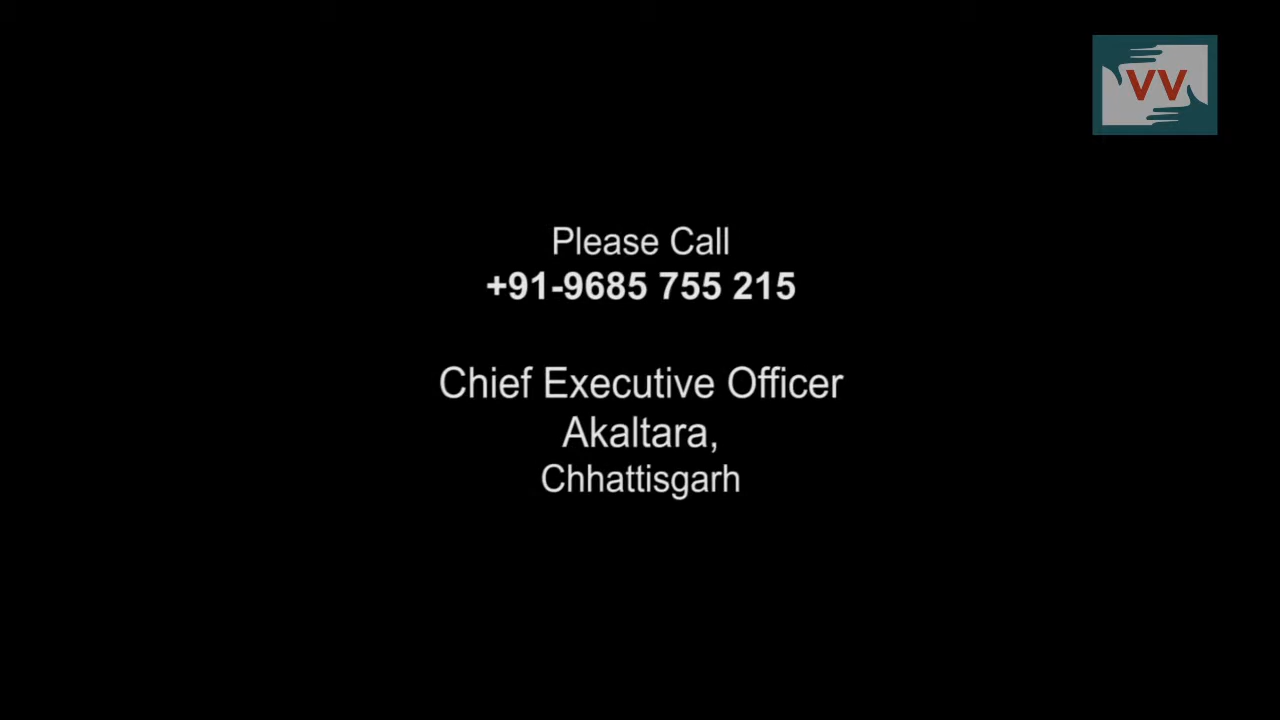 VV
Please Call
+91-9685 755 215
Chief Executive Officer
Akaltara,
Chhattisgarh